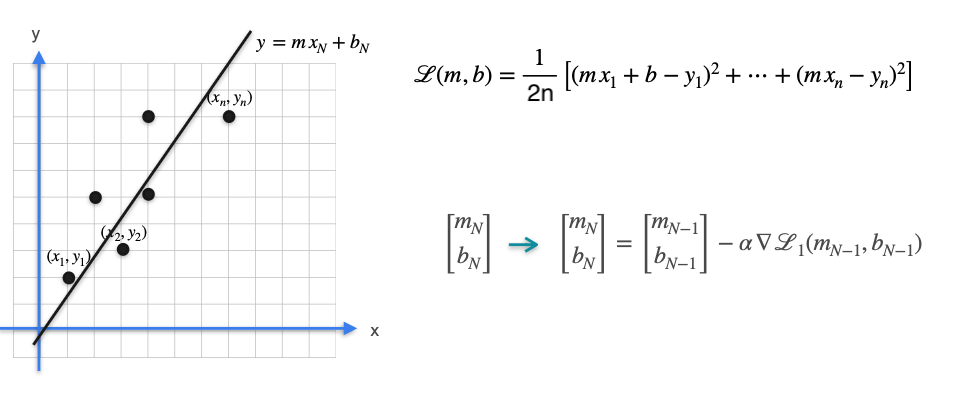 y
y = mx_N + b_N
(x_n, y_n)
(x_2, y_2)
(x_1, y_1)
x
ℒ(m, b) = 1/2n [(mx_1 + b − y_1)² + ⋯ + (mx_n − y_n)²]
[m_N b_N] → [m_N b_N] = [m_{N−1} b_{N−1}] − α∇ℒ_1(m_{N−1}, b_{N−1})